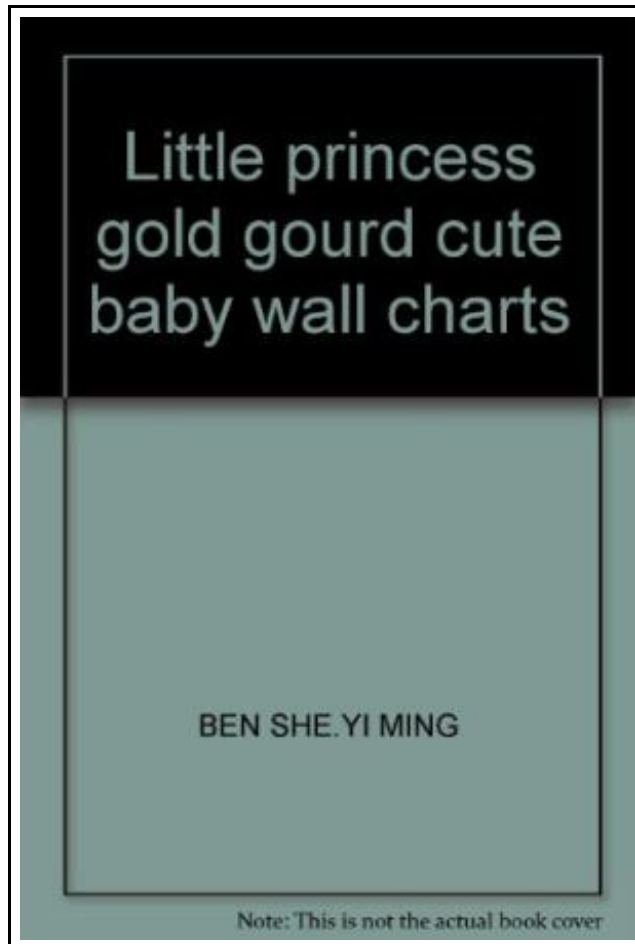 Little princess
gold gourd cute
baby wall charts
BEN SHE.YI MING
Note: This is not the actual book cover